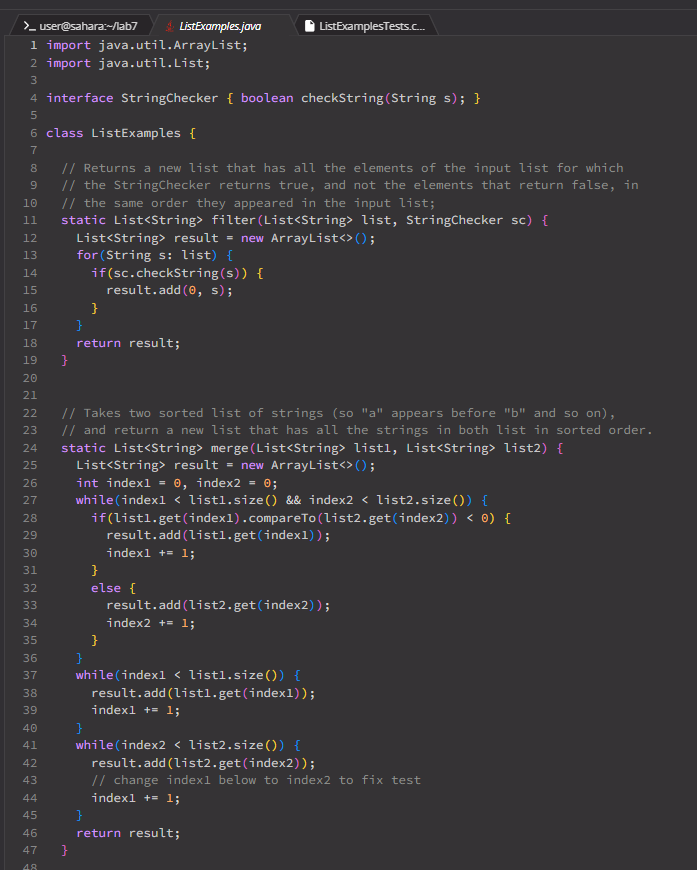 >_ user@sahara:~/lab7 ListExamples.java ListExamplesTests.c...
1 import java.util.ArrayList;
2 import java.util.List;
3
4 interface StringChecker { boolean checkString(String s); }
5
6 class ListExamples {
7
8   // Returns a new list that has all the elements of the input list for which
9   // the StringChecker returns true, and not the elements that return false, in
10   // the same order they appeared in the input list;
11   static List<String> filter(List<String> list, StringChecker sc) {
12     List<String> result = new ArrayList<>();
13     for(String s: list) {
14       if(sc.checkString(s)) {
15         result.add(0, s);
16       }
17     }
18     return result;
19   }
20
21
22   // Takes two sorted list of strings (so "a" appears before "b" and so on),
23   // and return a new list that has all the strings in both list in sorted order.
24   static List<String> merge(List<String> list1, List<String> list2) {
25     List<String> result = new ArrayList<>();
26     int index1 = 0, index2 = 0;
27     while(index1 < list1.size() && index2 < list2.size()) {
28       if(list1.get(index1).compareTo(list2.get(index2)) < 0) {
29         result.add(list1.get(index1));
30         index1 += 1;
31       }
32       else {
33         result.add(list2.get(index2));
34         index2 += 1;
35       }
36     }
37     while(index1 < list1.size()) {
38       result.add(list1.get(index1));
39       index1 += 1;
40     }
41     while(index2 < list2.size()) {
42       result.add(list2.get(index2));
43       // change index1 below to index2 to fix test
44       index1 += 1;
45     }
46     return result;
47   }
48